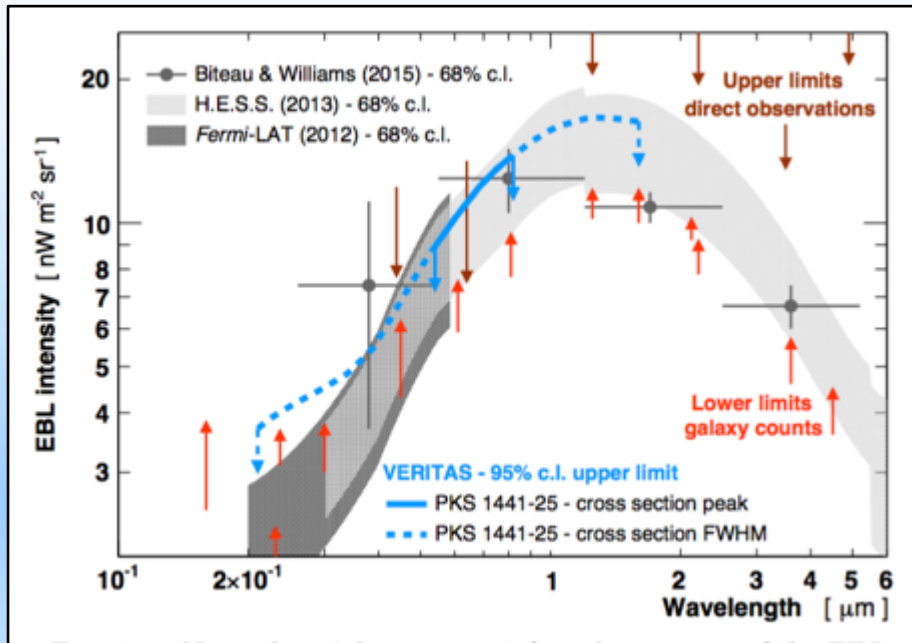 20
10
8
7
6
5
4
3
EBL intensity [ nW m⁻² sr⁻¹ ]
Biteau & Williams (2015) - 68% c.l.
H.E.S.S. (2013) - 68% c.l.
Fermi-LAT (2012) - 68% c.l.
Upper limits
direct observations
Lower limits
galaxy counts
VERITAS - 95% c.l. upper limit
PKS 1441-25 - cross section peak
PKS 1441-25 - cross section FWHM
10⁻¹ 2×10⁻¹ 1 2 3 4 5 6
Wavelength [ μm ]